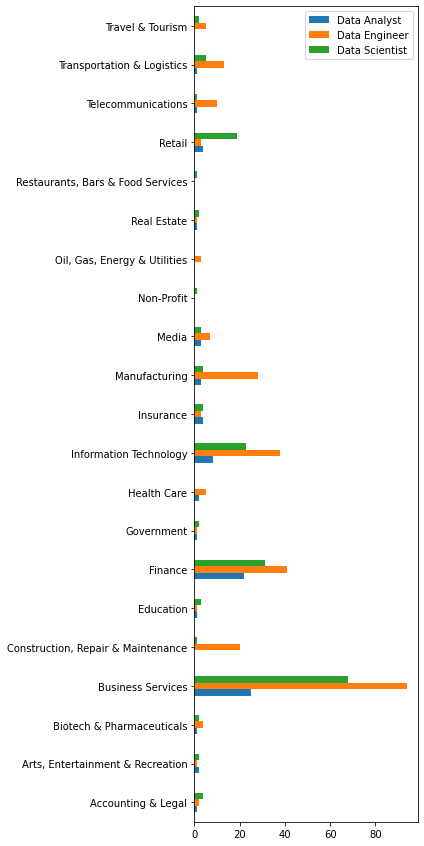 Data Analyst
Data Engineer
Data Scientist
Travel & Tourism
Transportation & Logistics
Telecommunications
Retail
Restaurants, Bars & Food Services
Real Estate
Oil, Gas, Energy & Utilities
Non-Profit
Media
Manufacturing
Insurance
Information Technology
Health Care
Government
Finance
Education
Construction, Repair & Maintenance
Business Services
Biotech & Pharmaceuticals
Arts, Entertainment & Recreation
Accounting & Legal
0 20 40 60 80